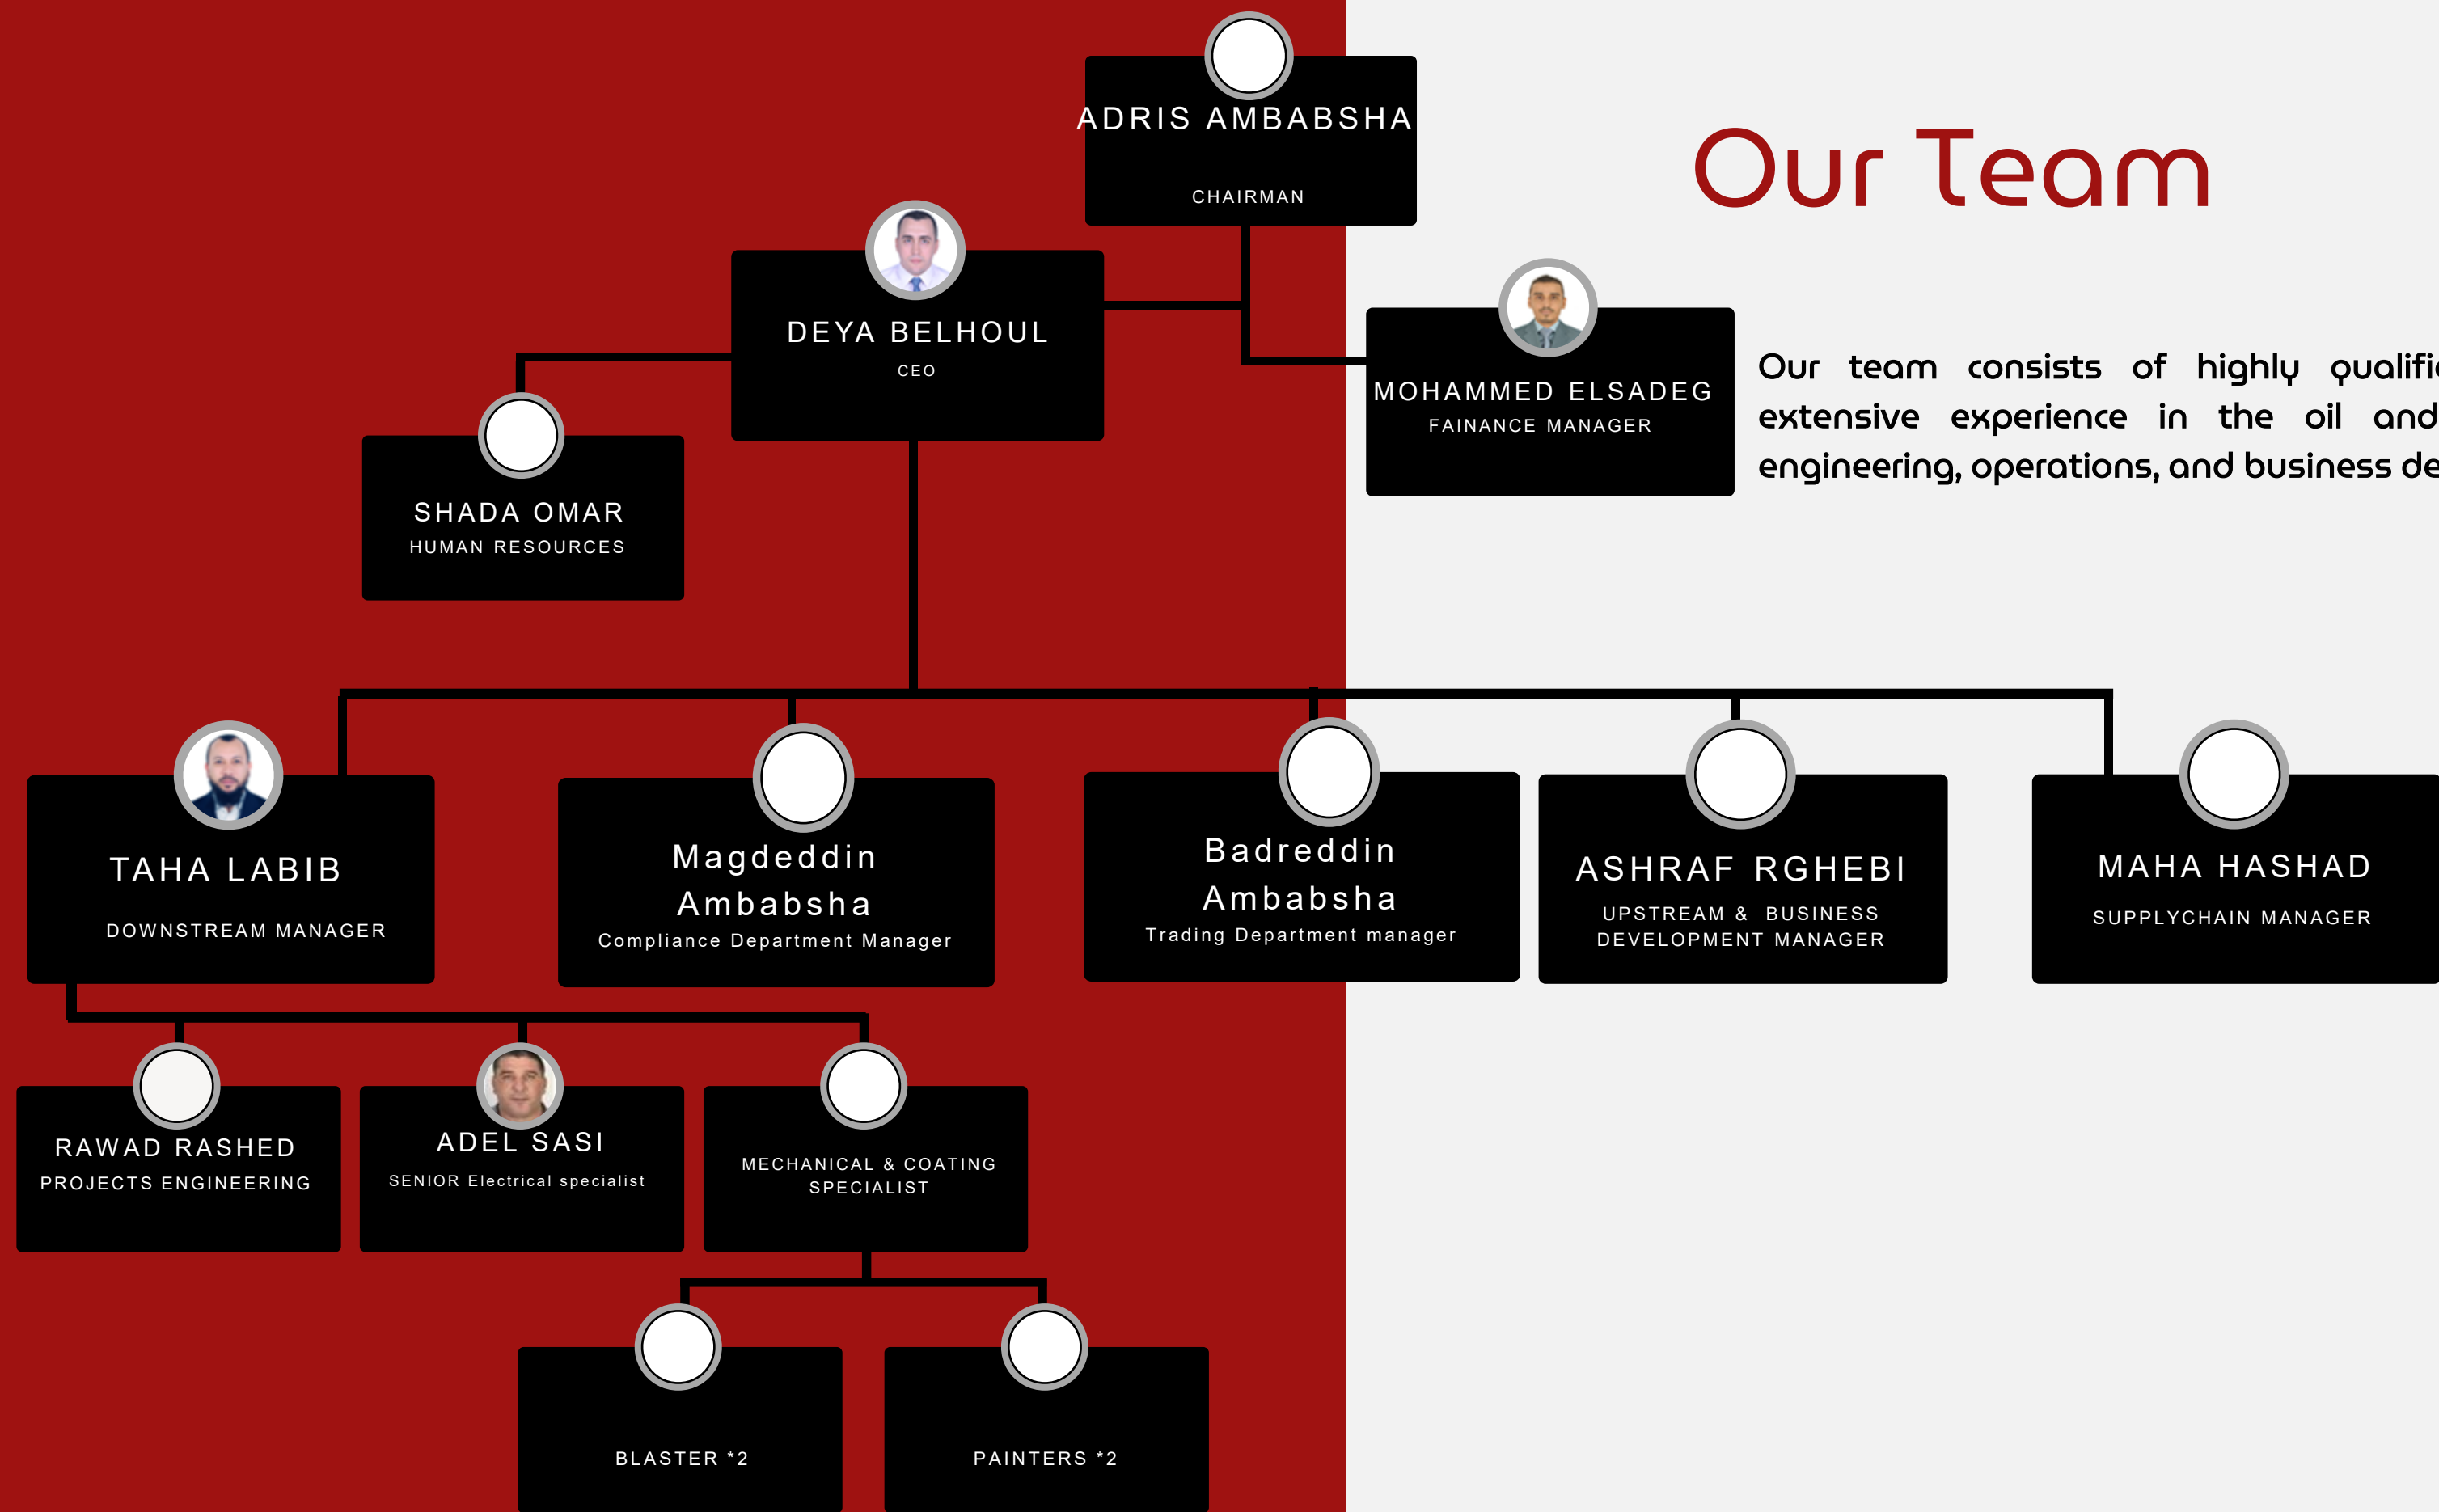 ADRIS AMBABSHA
CHAIRMAN
Our Team
DEYA BELHOUL
CEO
MOHAMMED ELSADEG
FAINANCE MANAGER
Our team consists of highly
extensive experience in the oil and
engineering, operations, and business
SHADA OMAR
HUMAN RESOURCES
TAHA LABIB
DOWNSTREAM MANAGER
Magdeddin
Ambabsha
Compliance Department Manager
Badreddin
Ambabsha
Trading Department manager
ASHRAF RGHEBI
UPSTREAM & BUSINESS
DEVELOPMENT MANAGER
MAHA HASHAD
SUPPLYCHAIN MANAGER
RAWAD RASHED
PROJECTS ENGINEERING
ADEL SASI
SENIOR Electrical specialist
MECHANICAL & COATING
SPECIALIST
BLASTER *2
PAINTERS *2